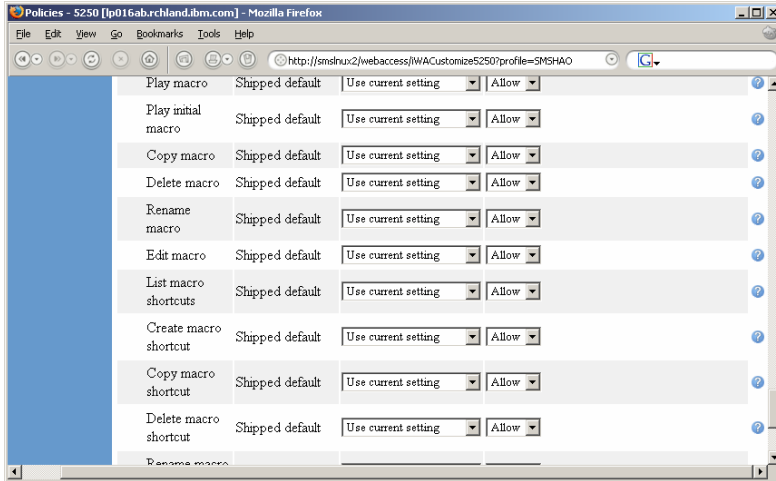 Policies - 5250 [lp016ab.rchland.ibm.com] - Mozilla Firefox
File Edit View Go Bookmarks Tools Help
http://smslnux2/webaccess/iWACustomize5250?profile=SMSHAO G
Play macro Shipped default Use current setting Allow ?
Play initial
macro Shipped default Use current setting Allow ?
Copy macro Shipped default Use current setting Allow ?
Delete macro Shipped default Use current setting Allow ?
Rename
macro Shipped default Use current setting Allow ?
Edit macro Shipped default Use current setting Allow ?
List macro
shortcuts Shipped default Use current setting Allow ?
Create macro
shortcut Shipped default Use current setting Allow ?
Copy macro
shortcut Shipped default Use current setting Allow ?
Delete macro
shortcut Shipped default Use current setting Allow ?
Rename macro